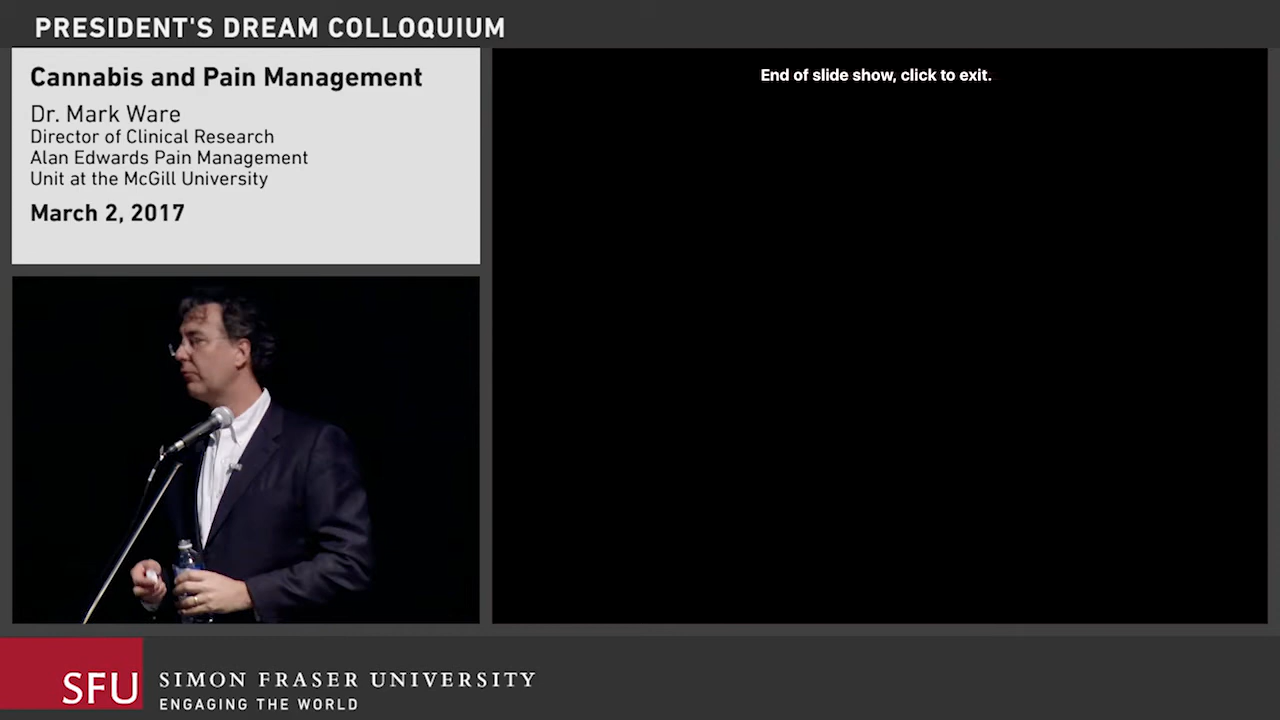 PRESIDENT'S DREAM COLLOQUIUM
Cannabis and Pain Management
Dr. Mark Ware
Director of Clinical Research
Alan Edwards Pain Management
Unit at the McGill University
March 2, 2017
End of slide show, click to exit.
SFU
SIMON FRASER UNIVERSITY
ENGAGING THE WORLD